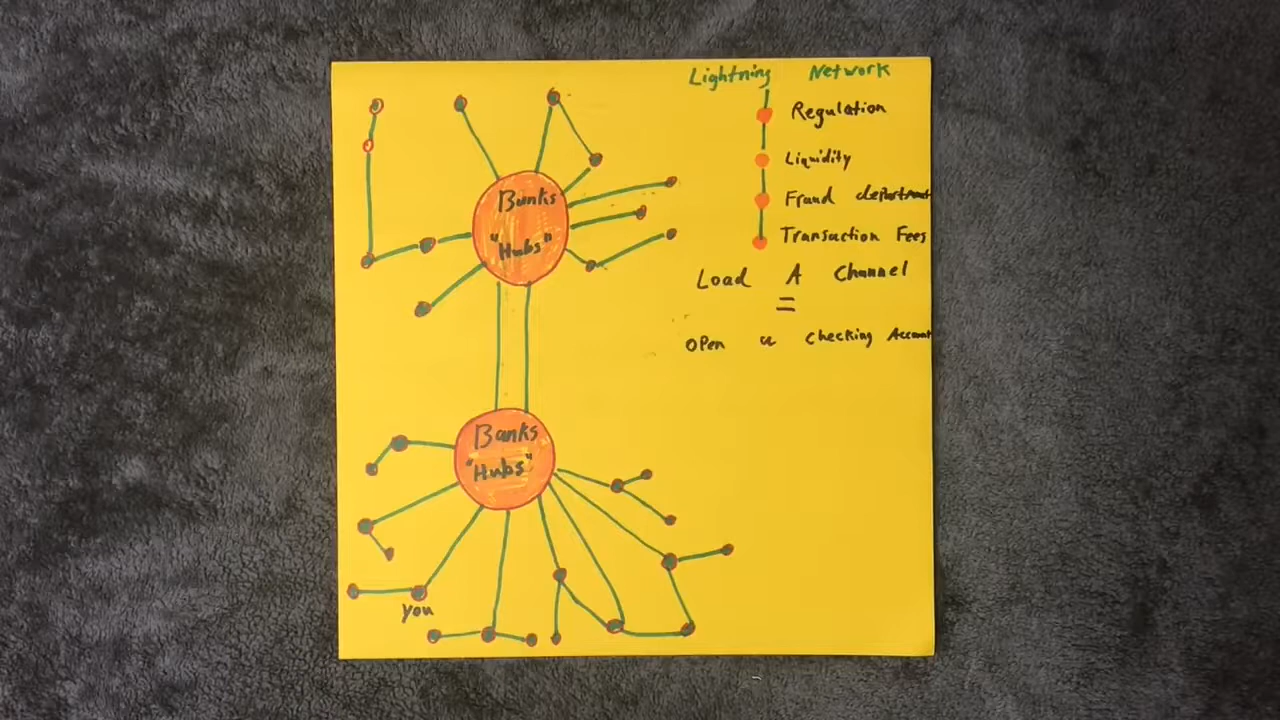 Lightning Network
Regulation
Liquidity
Fraud department
Transaction Fees
Load A Channel
=
Open a checking Account
Banks
"Hubs"
Banks
"Hubs"
You